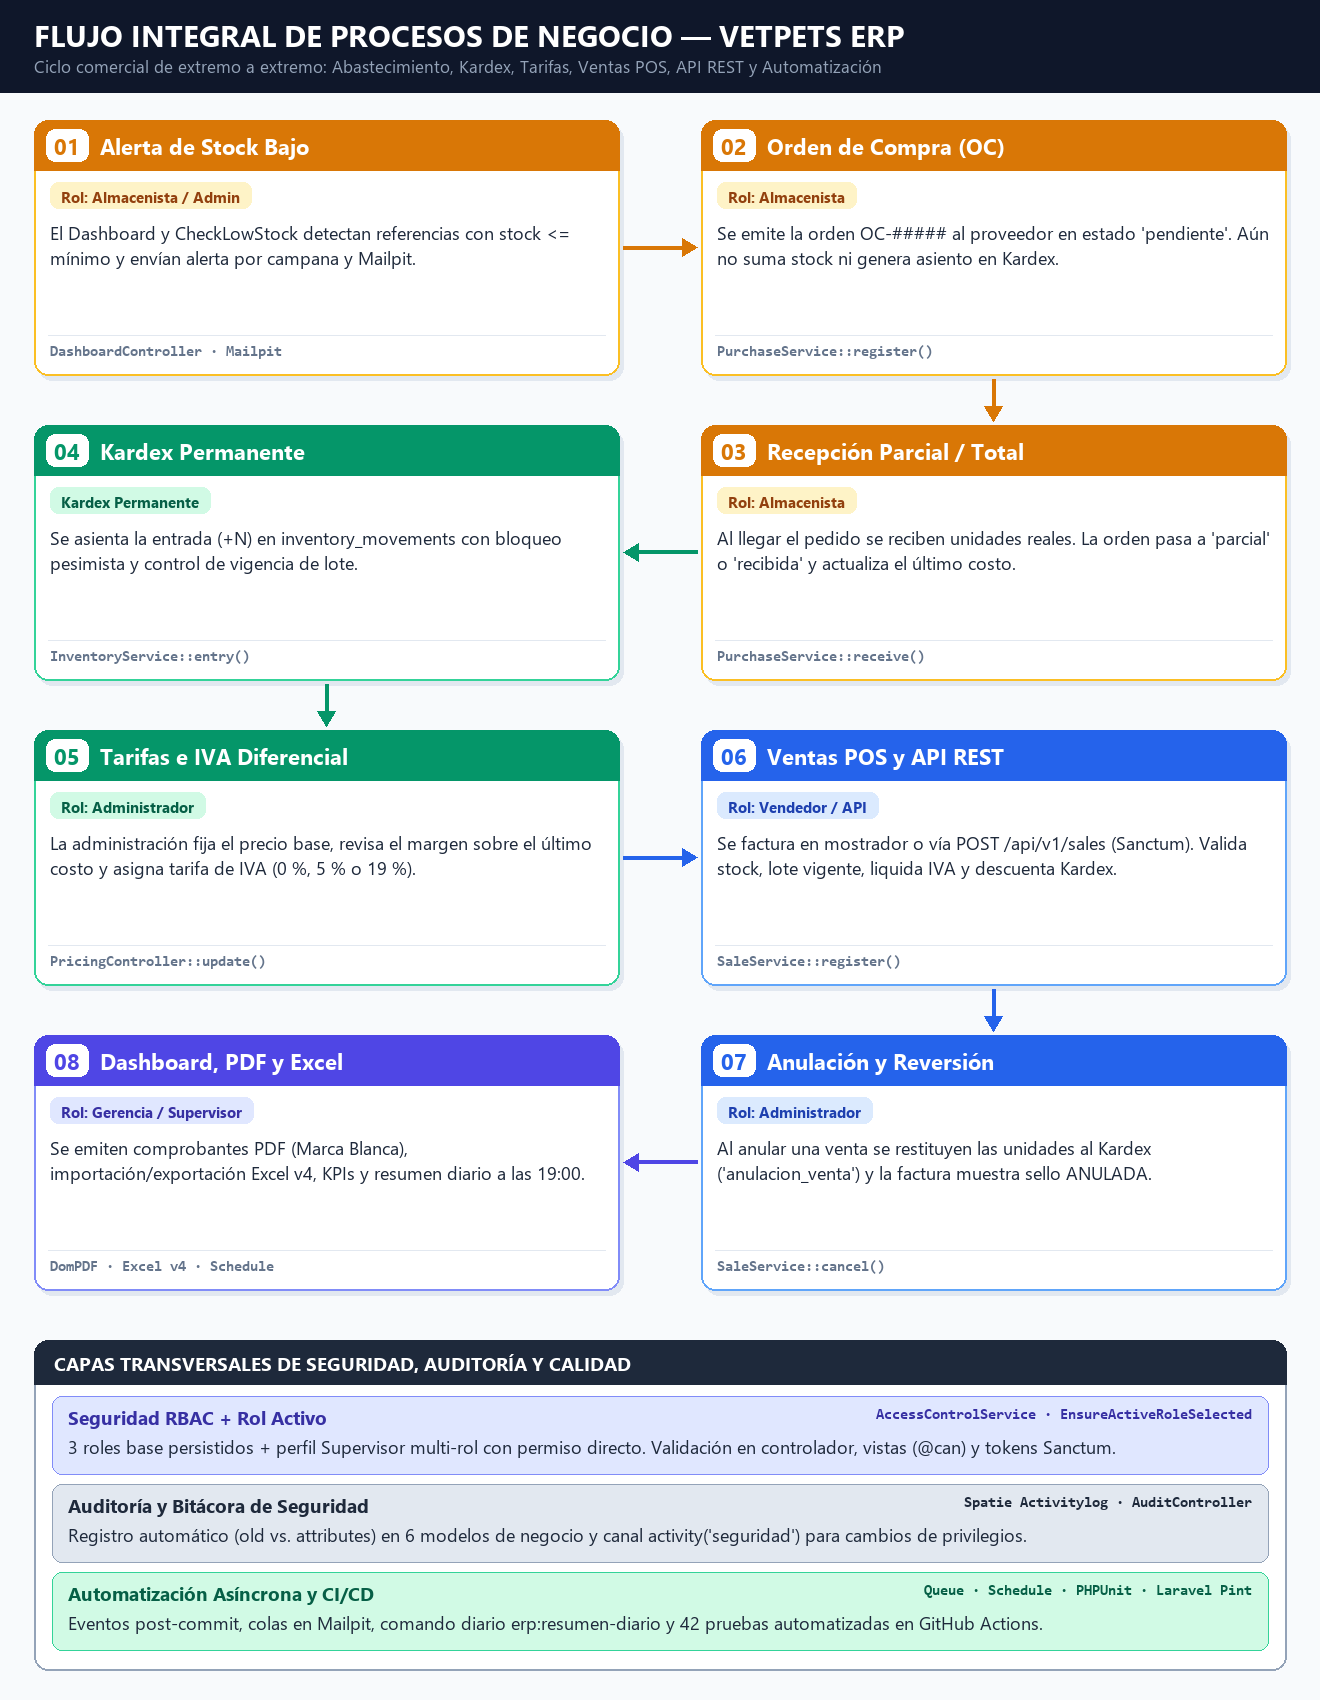 FLUJO INTEGRAL DE PROCESOS DE NEGOCIO — VETPETS ERP
Ciclo comercial de extremo a extremo: Abastecimiento, Kardex, Tarifas, Ventas POS, API REST y Automatización
01 Alerta de Stock Bajo
Rol: Almacenista / Admin
El Dashboard y CheckLowStock detectan referencias con stock <=
mínimo y envían alerta por campana y Mailpit.
DashboardController · Mailpit
02 Orden de Compra (OC)
Rol: Almacenista
Se emite la orden OC-##### al proveedor en estado 'pendiente'. Aún
no suma stock ni genera asiento en Kardex.
PurchaseService::register()
03 Recepción Parcial / Total
Rol: Almacenista
Al llegar el pedido se reciben unidades reales. La orden pasa a 'parcial'
o 'recibida' y actualiza el último costo.
PurchaseService::receive()
04 Kardex Permanente
Kardex Permanente
Se asienta la entrada (+N) en inventory_movements con bloqueo
pesimista y control de vigencia de lote.
InventoryService::entry()
05 Tarifas e IVA Diferencial
Rol: Administrador
La administración fija el precio base, revisa el margen sobre el último
costo y asigna tarifa de IVA (0 %, 5 % o 19 %).
PricingController::update()
06 Ventas POS y API REST
Rol: Vendedor / API
Se factura en mostrador o vía POST /api/v1/sales (Sanctum). Valida
stock, lote vigente, liquida IVA y descuenta Kardex.
SaleService::register()
07 Anulación y Reversión
Rol: Administrador
Al anular una venta se restituyen las unidades al Kardex
('anulacion_venta') y la factura muestra sello ANULADA.
SaleService::cancel()
08 Dashboard, PDF y Excel
Rol: Gerencia / Supervisor
Se emiten comprobantes PDF (Marca Blanca),
importación/exportación Excel v4, KPIs y resumen diario a las 19:00.
DomPDF · Excel v4 · Schedule
CAPAS TRANSVERSALES DE SEGURIDAD, AUDITORÍA Y CALIDAD
Seguridad RBAC + Rol Activo
AccessControlService · EnsureActiveRoleSelected
3 roles base persistidos + perfil Supervisor multi-rol con permiso directo. Validación en controlador, vistas (@can) y tokens Sanctum.
Auditoría y Bitácora de Seguridad
Spatie Activitylog · AuditController
Registro automático (old vs. attributes) en 6 modelos de negocio y canal activity('seguridad') para cambios de privilegios.
Automatización Asíncrona y CI/CD
Queue · Schedule · PHPUnit · Laravel Pint
Eventos post-commit, colas en Mailpit, comando diario erp:resumen-diario y 42 pruebas automatizadas en GitHub Actions.